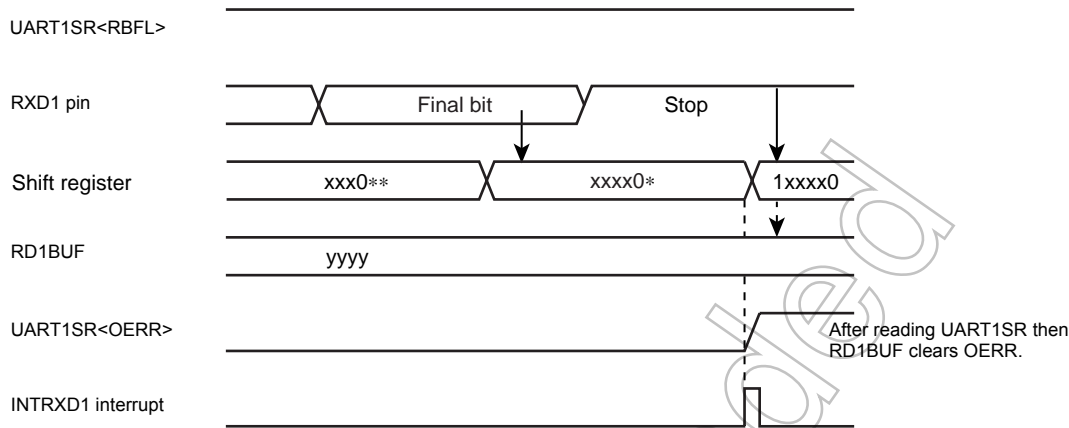 UART1SR<RBFL>
RXD1 pin
Final bit
Stop
Shift register
xxx0**
xxxx0*
1xxxx0
RD1BUF
yyyy
UART1SR<OERR>
After reading UART1SR then
RD1BUF clears OERR.
INTRXD1 interrupt